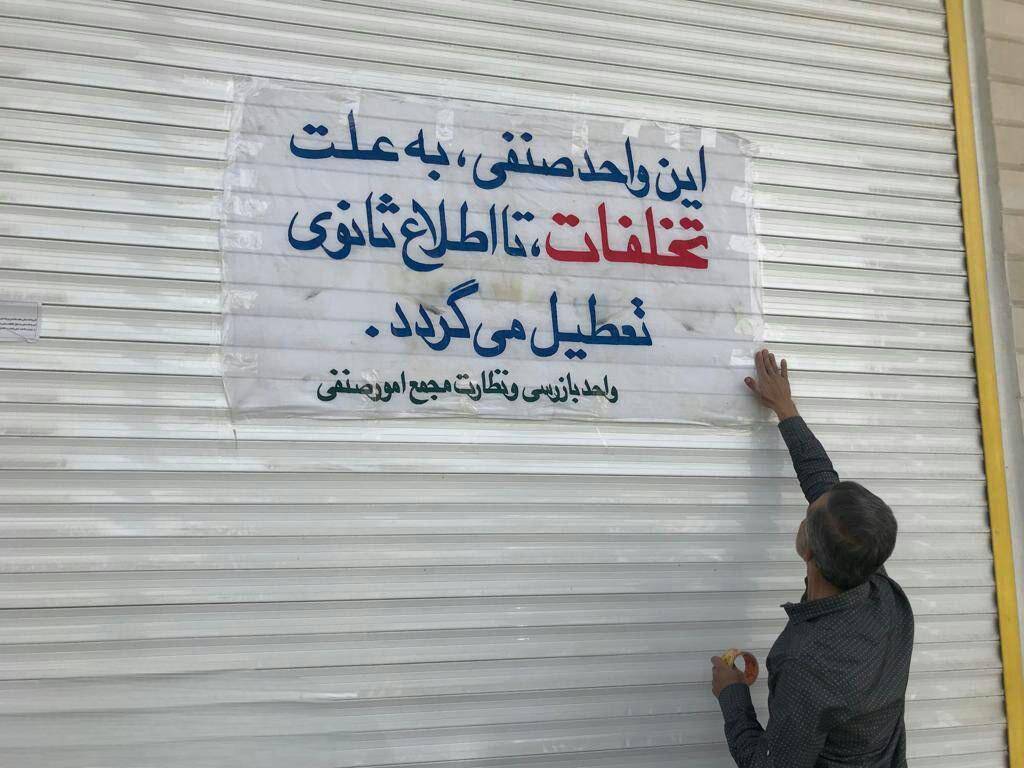 این واحد صنفی، به علت
تخلفات، تا اطلاع ثانوی
تعطیل می گردد.
واحد بازرسی و نظارت مجمع امور صنفی